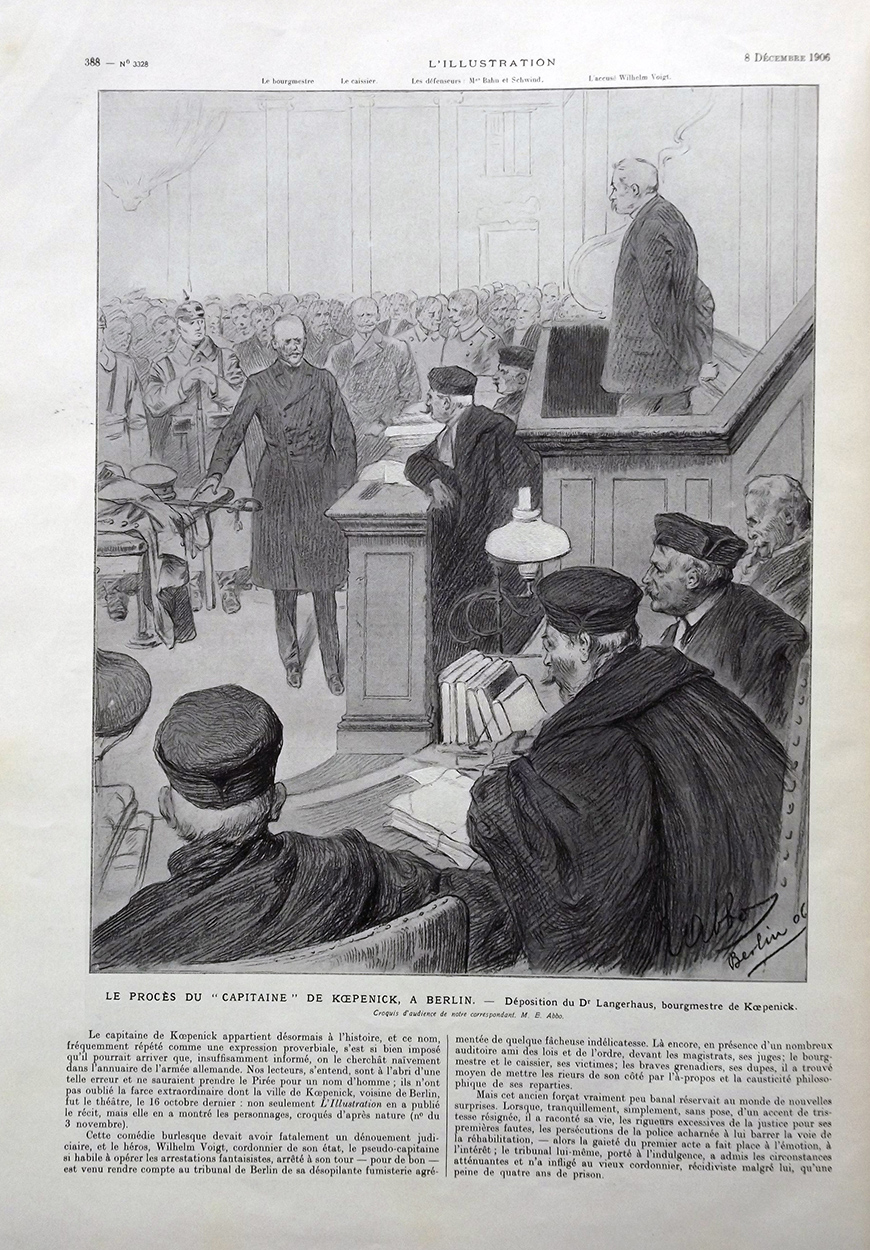 388 — Nº 3328
L'ILLUSTRATION
8 DÉCEMBRE 1906
Le bourgmestre
Le caissier.
Les défenseurs : Mes Bahn et Schwind.
L'accusé Wilhelm Voigt.
Abbo
Berlin 06
LE PROCÈS DU "CAPITAINE" DE KŒPENICK, A BERLIN. — Déposition du Dr Langerhaus, bourgmestre de Kœpenick.
Croquis d'audience de notre correspondant. M. E. Abbo.
Le capitaine de Kœpenick appartient désormais à l'histoire, et ce nom,
fréquemment répété comme une expression proverbiale, s'est si bien imposé
qu'il pourrait arriver que, insuffisamment informé, on le cherchât naïvement
dans l'annuaire de l'armée allemande. Nos lecteurs, s'entend, sont à l'abri d'une
telle erreur et ne sauraient prendre le Pirée pour un nom d'homme ; ils n'ont
pas oublié la farce extraordinaire dont la ville de Kœpenick, voisine de Berlin,
fut le théâtre, le 16 octobre dernier : non seulement L'Illustration en a publié
le récit, mais elle en a montré les personnages, croqués d'après nature (nº du
3 novembre).
Cette comédie burlesque devait avoir fatalement un dénouement judi-
ciaire, et le héros, Wilhelm Voigt, cordonnier de son état, le pseudo-capitaine
si habile à opérer les arrestations fantaisistes, arrêté à son tour — pour de bon —
est venu rendre compte au tribunal de Berlin de sa désopilante fumisterie agré-
mentée de quelque fâcheuse indélicatesse. Là encore, en présence d'un nombreux
auditoire ami des lois et de l'ordre, devant les magistrats, ses juges ; le bourg-
mestre et le caissier, ses victimes ; les braves grenadiers, ses dupes, il a trouvé
moyen de mettre les rieurs de son côté par l'à-propos et la causticité philoso-
phique de ses reparties.
Mais cet ancien forçat vraiment peu banal réservait au monde de nouvelles
surprises. Lorsque, tranquillement, simplement, sans pose, d'un accent de tris-
tesse résignée, il a raconté sa vie, les rigueurs excessives de la justice pour ses
premières fautes, les persécutions de la police acharnée à lui barrer la voie de
la réhabilitation, — alors la gaieté du premier acte a fait place à l'émotion, à
l'intérêt ; le tribunal lui-même, porté à l'indulgence, a admis les circonstances
atténuantes et n'a infligé au vieux cordonnier, récidiviste malgré lui, qu'une
peine de quatre ans de prison.